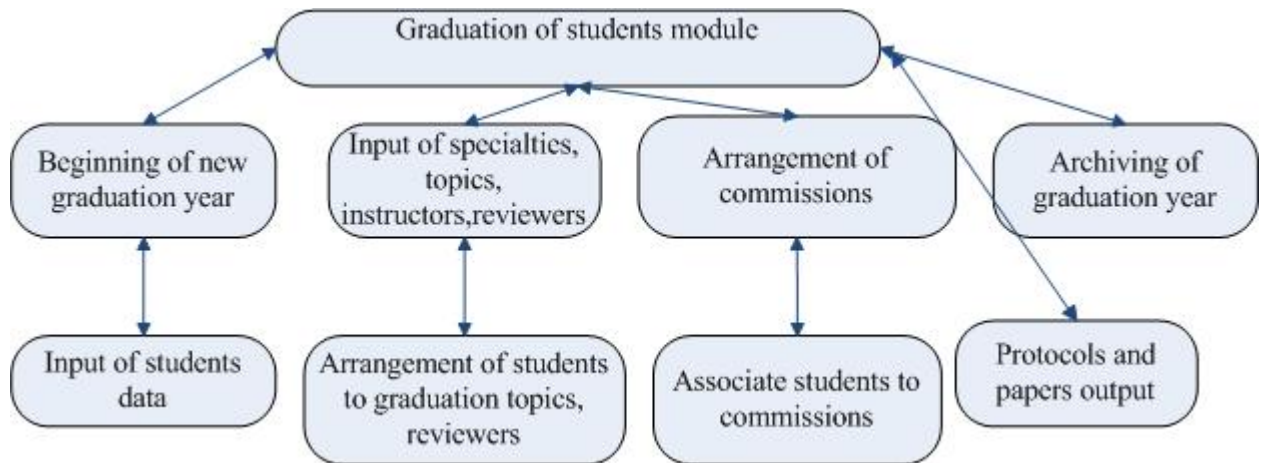 Graduation of students module
Beginning of new
graduation year
Input of specialties,
topics,
instructors,reviewers
Arrangement of
commissions
Archiving of
graduation year
Input of students
data
Arrangement of students
to graduation topics,
reviewers
Associate students to
commissions
Protocols and
papers output